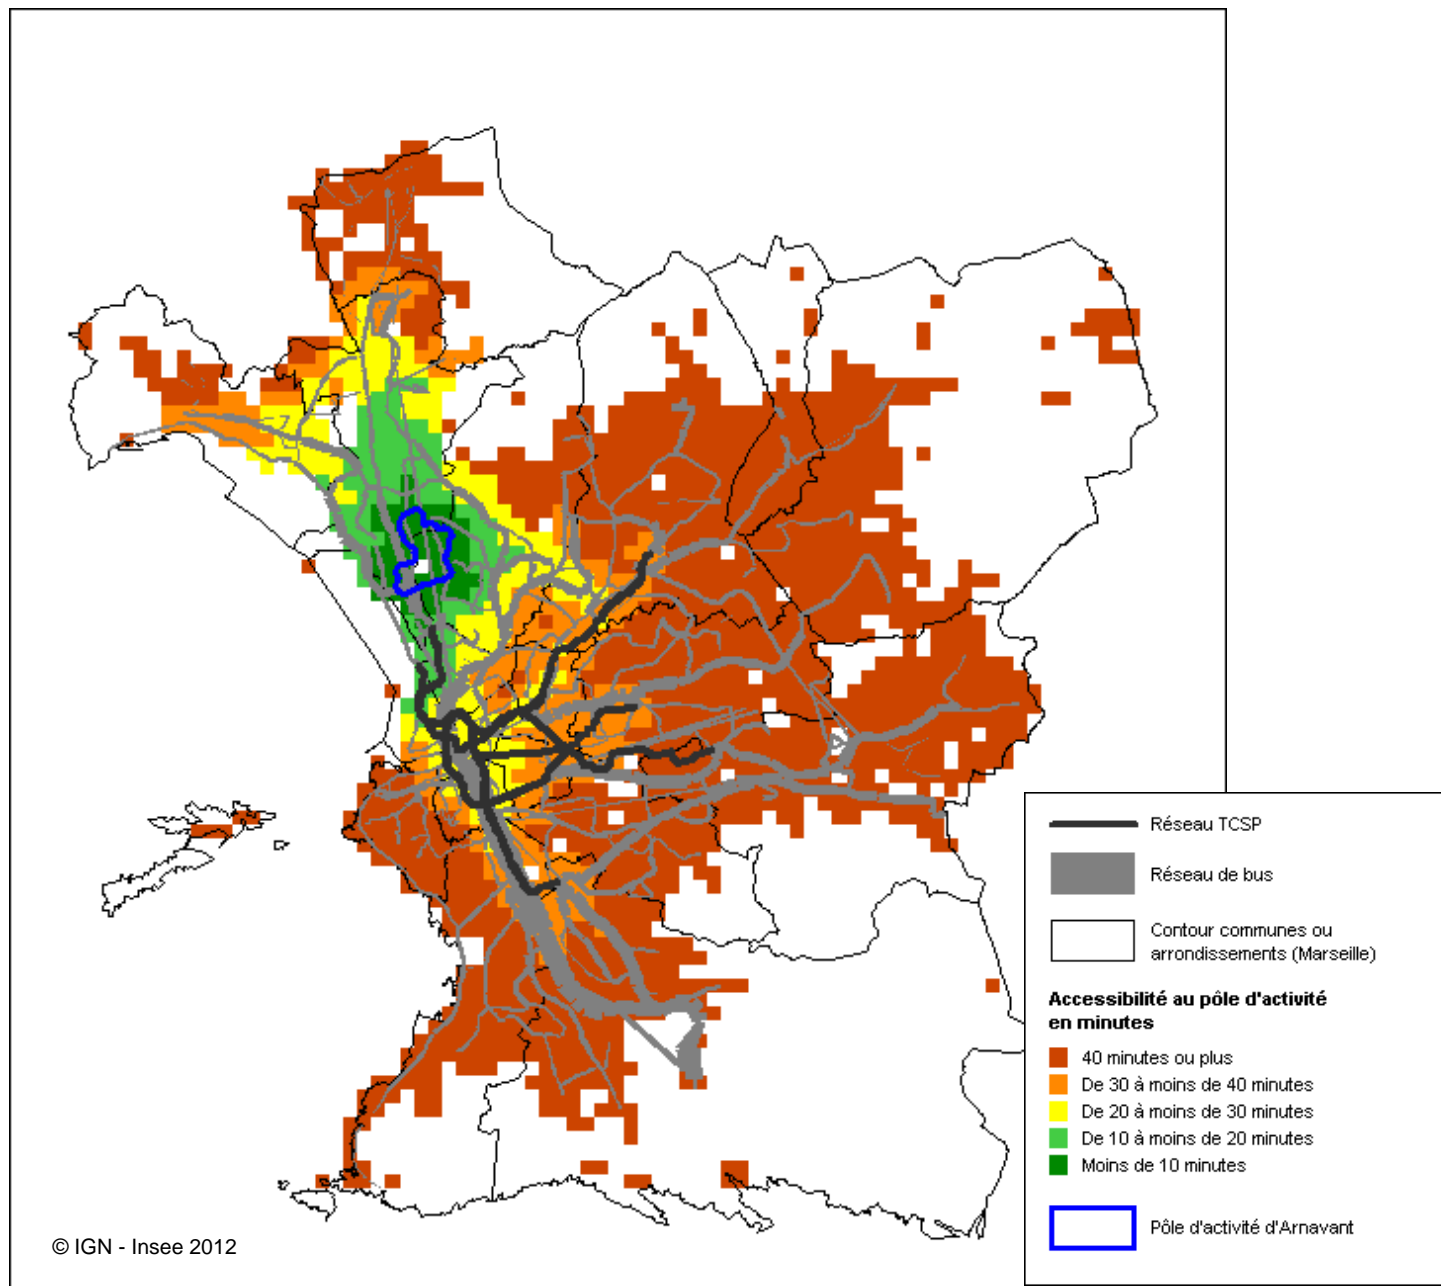 Réseau TCSP
Réseau de bus
Contour communes ou
arrondissements (Marseille)
Accessibilité au pôle d'activité
en minutes
40 minutes ou plus
De 30 à moins de 40 minutes
De 20 à moins de 30 minutes
De 10 à moins de 20 minutes
Moins de 10 minutes
Pôle d'activité d'Arnavant
© IGN - Insee 2012